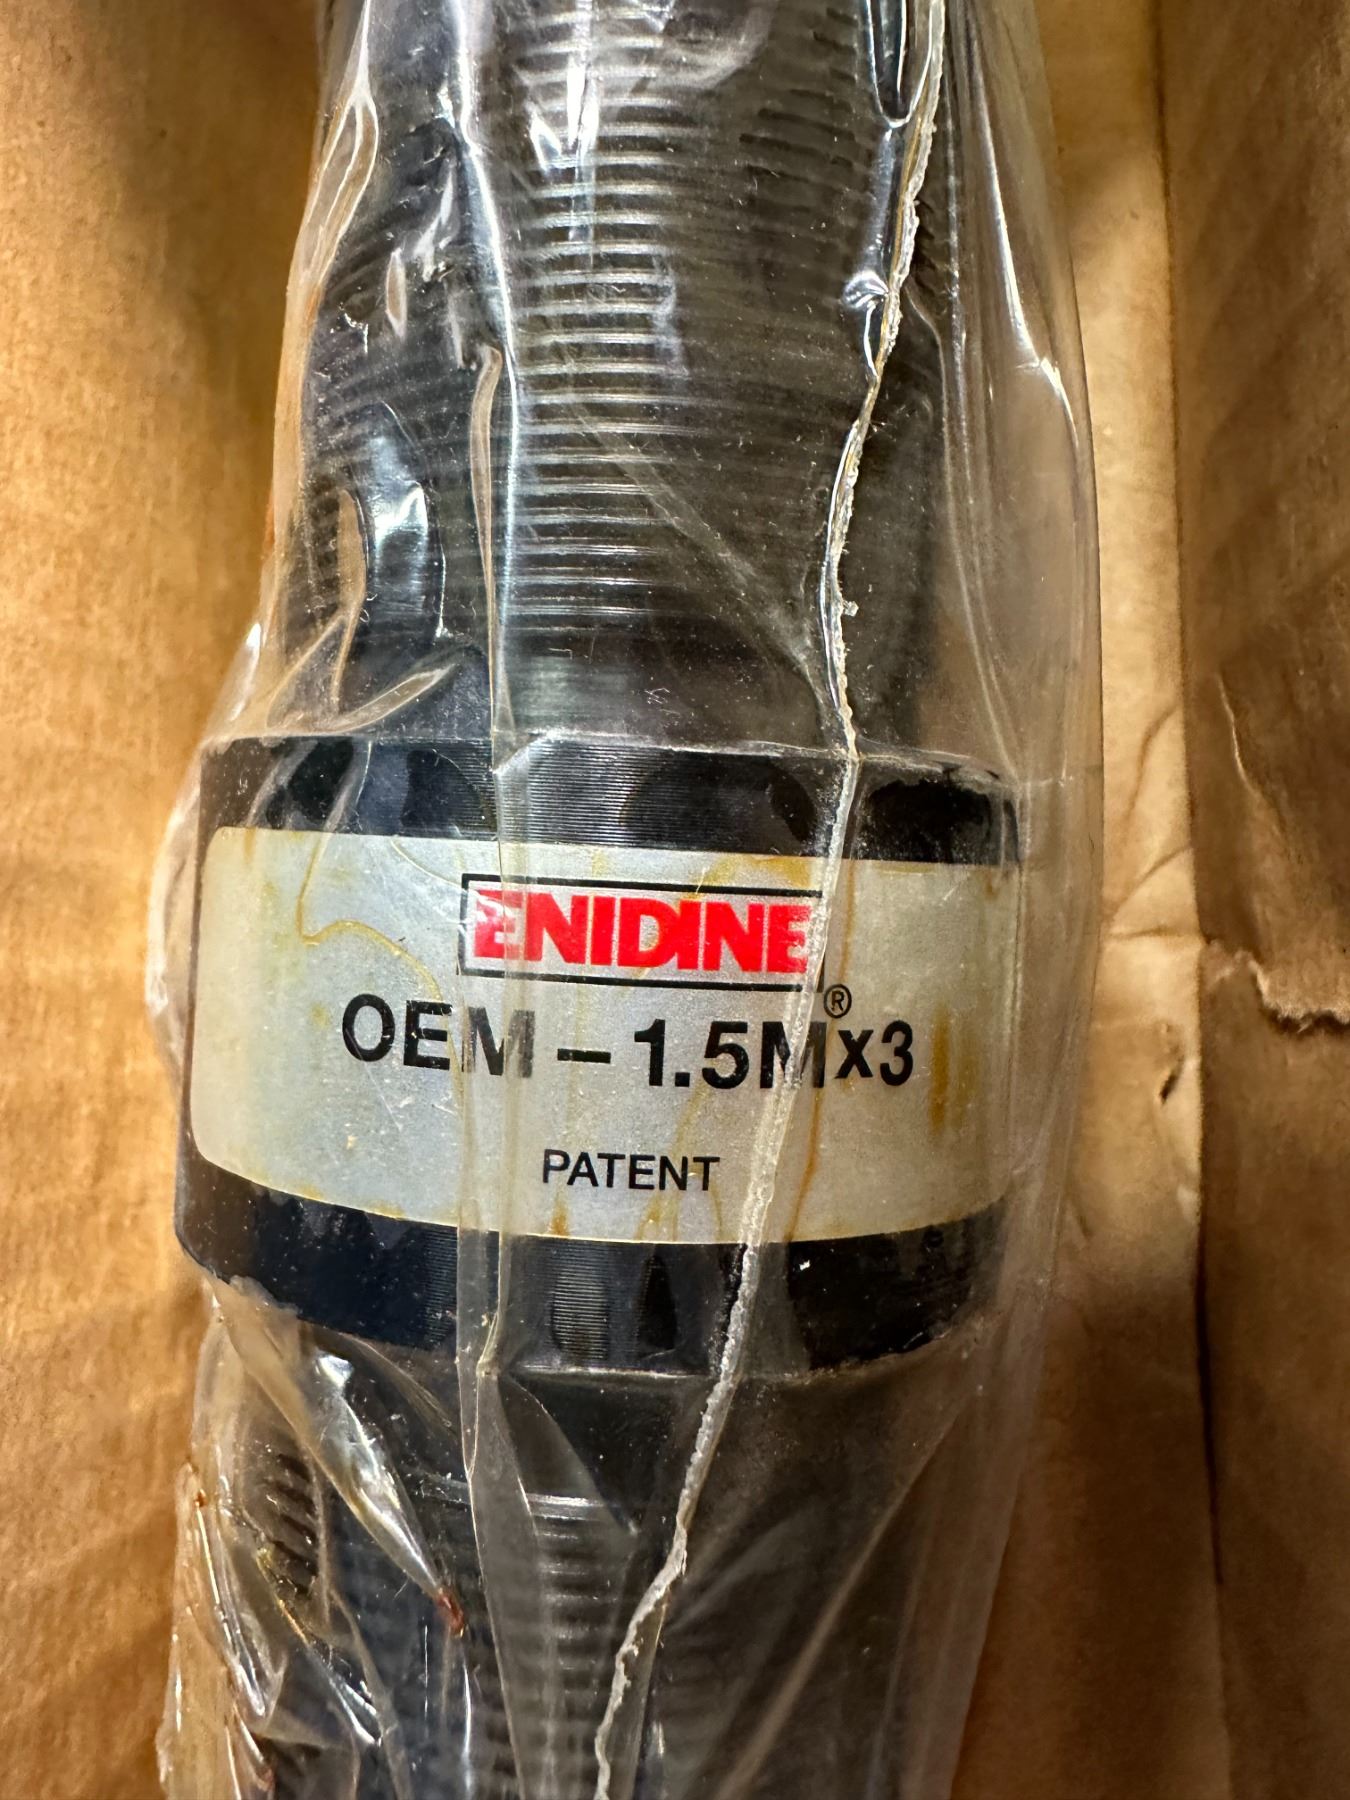 ENIDINE
®
OEM – 1.5Mx3
PATENT